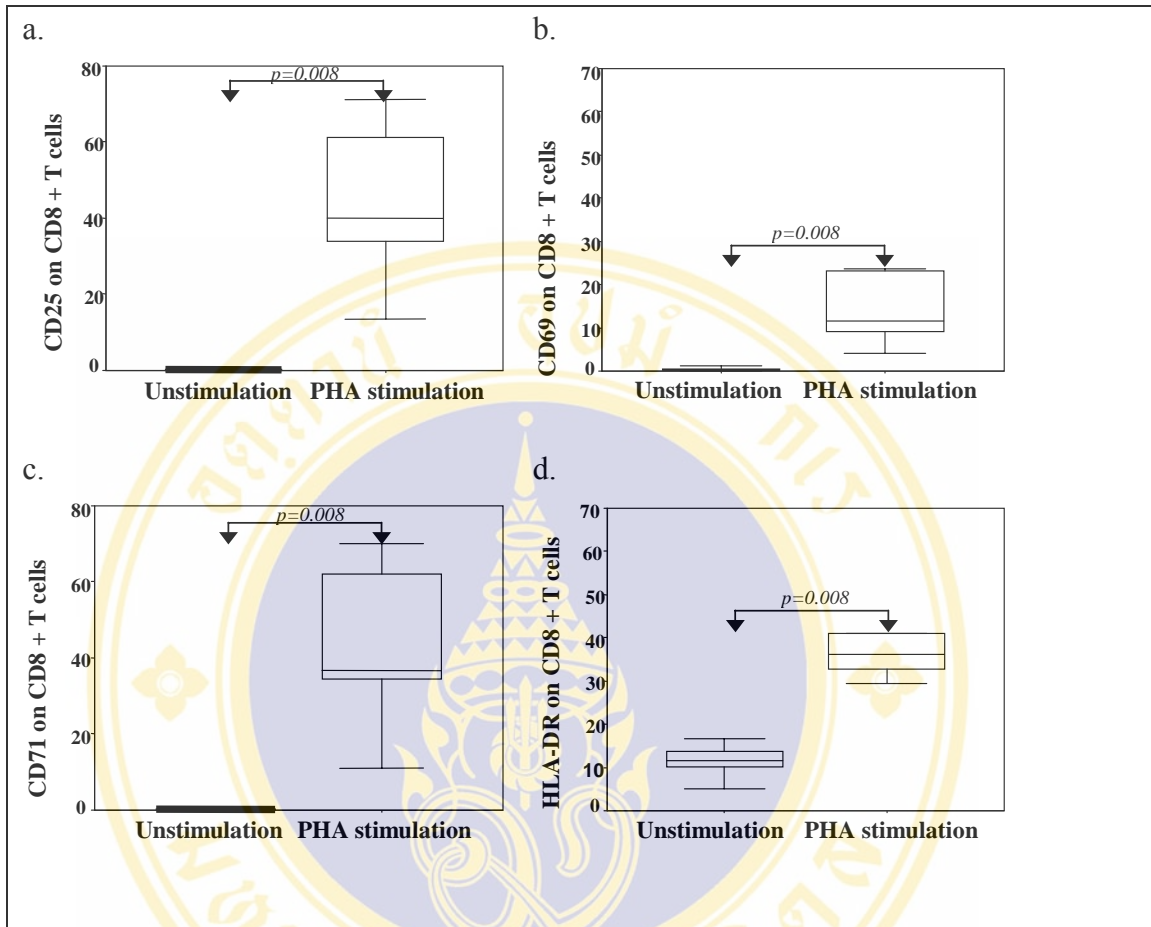 a.
80
60
40
20
0
CD25 on CD8 + T cells
p=0.008
Unstimulation PHA stimulation
b.
70
60
50
40
30
20
10
0
CD69 on CD8 + T cells
p=0.008
Unstimulation PHA stimulation
c.
80
60
40
20
0
CD71 on CD8 + T cells
p=0.008
Unstimulation PHA stimulation
d.
70
60
50
40
30
20
10
0
HLA-DR on CD8 + T cells
p=0.008
Unstimulation PHA stimulation